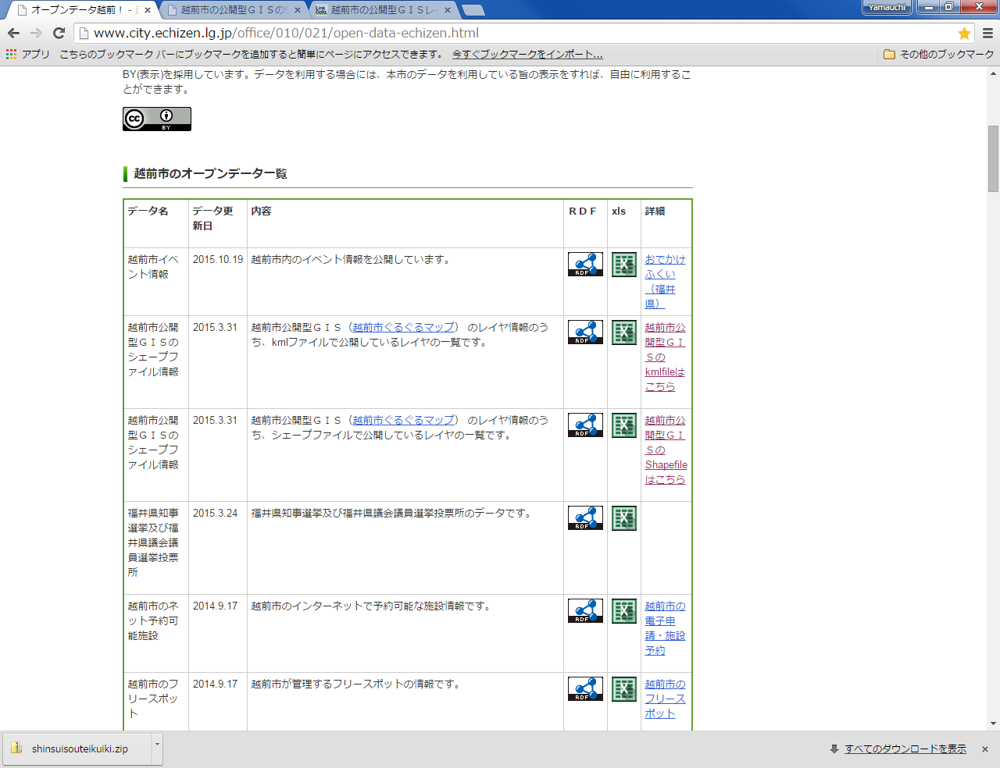 オープンデータ越前！ -
越前市の公開型ＧＩＳの
越前市の公開型ＧＩＳレ
Yamauchi
www.city.echizen.lg.jp/office/010/021/open-data-echizen.html
アプリ こちらのブックマーク バーにブックマークを追加すると簡単にページにアクセスできます。 今すぐブックマークをインポート... その他のブックマーク
BY(表示)を採用しています。データを利用する場合には、本市のデータを利用している旨の表示をすれば、自由に利用するこ
とができます。
cc BY
越前市のオープンデータ一覧
データ名 データ更 内容 ＲＤＦ xls 詳細
新日
越前市イベ 2015.10.19 越前市内のイベント情報を公開しています。 RDF X おでかけ
ント情報 ふくい
（福井
県）
越前市公開 2015.3.31 越前市公開型ＧＩＳ（越前市ぐるぐるマップ） のレイヤ情報のう RDF X 越前市公
型ＧＩＳの ち、kmlファイルで公開しているレイヤの一覧です。 開型ＧＩ
シェープフ Ｓの
ァイル情報 kmlfileは
こちら
越前市公開 2015.3.31 越前市公開型ＧＩＳ（越前市ぐるぐるマップ） のレイヤ情報のう RDF X 越前市公
型ＧＩＳの ち、シェープファイルで公開しているレイヤの一覧です。 開型ＧＩ
シェープフ Ｓの
ァイル情報 Shapefile
はこちら
福井県知事 2015.3.24 福井県知事選挙及び福井県議会議員選挙投票所のデータです。 RDF X
選挙及び福
井県議会議
員選挙投票
所
越前市のネ 2014.9.17 越前市のインターネットで予約可能な施設情報です。 RDF X 越前市の
ット予約可 電子申
能施設 請・施設
予約
越前市のフ 2014.9.17 越前市が管理するフリースポットの情報です。 RDF X 越前市の
リースポッ フリース
ト ポット
shinsuisouteikuiki.zip すべてのダウンロードを表示